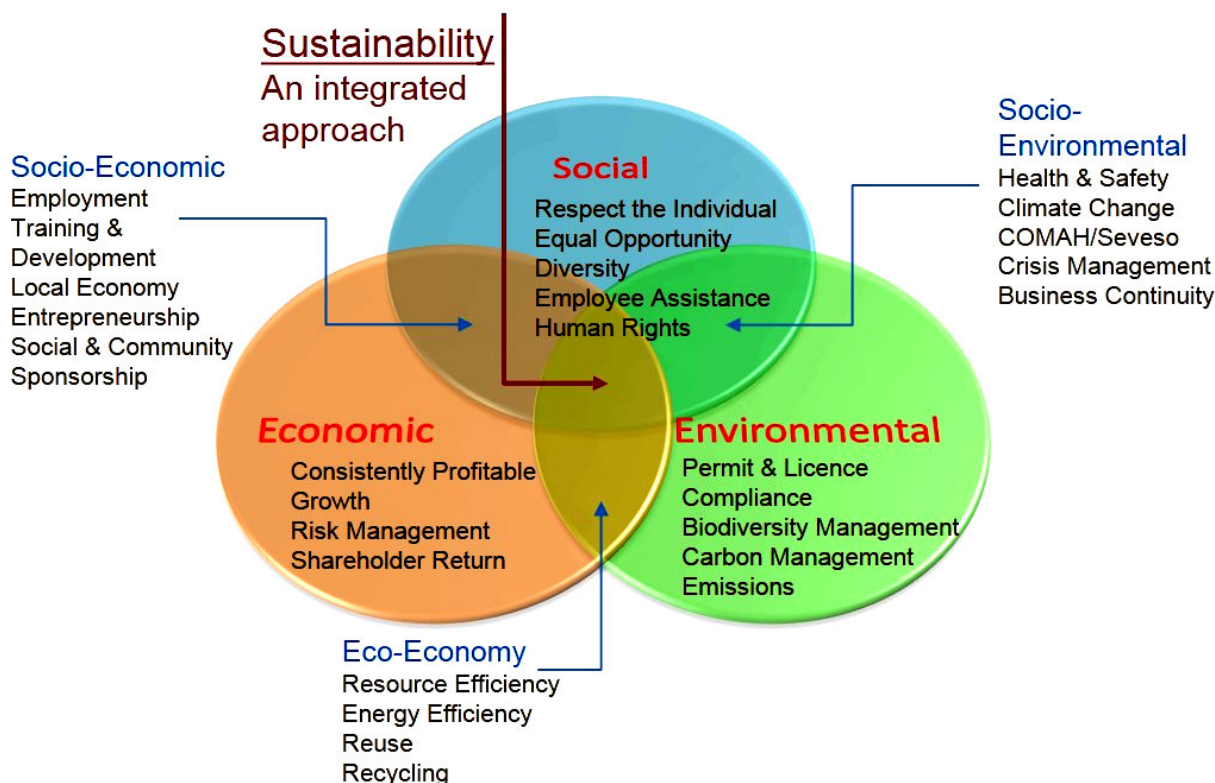 Sustainability
An integrated
approach
Socio-Economic
Employment
Training &
Development
Local Economy
Entrepreneurship
Social & Community
Sponsorship
Social
Respect the Individual
Equal Opportunity
Diversity
Employee Assistance
Human Rights
Socio-
Environmental
Health & Safety
Climate Change
COMAH/Seveso
Crisis Management
Business Continuity
Economic
Consistently Profitable
Growth
Risk Management
Shareholder Return
Environmental
Permit & Licence
Compliance
Biodiversity Management
Carbon Management
Emissions
Eco-Economy
Resource Efficiency
Energy Efficiency
Reuse
Recycling